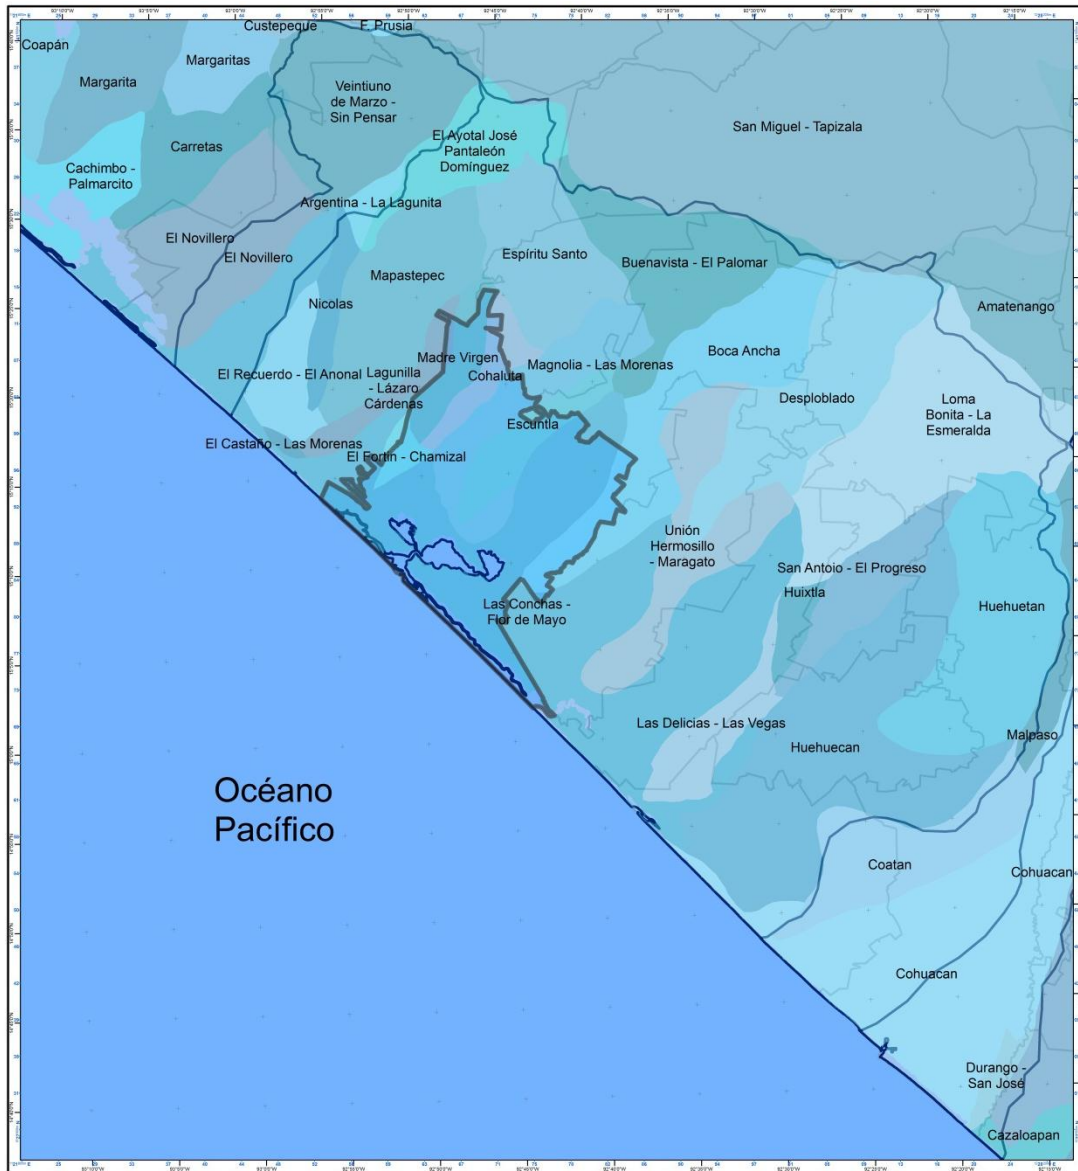 Custepeque
F. Prusia
Coapán
Margaritas
Margarita
Veintiuno
de Marzo -
Sin Pensar
San Miguel - Tapizala
El Ayotal José
Pantaleón
Domínguez
Carretas
Cachimbo -
Palmarcito
Argentina - La Lagunita
El Novillero
El Novillero
Espíritu Santo
Buenavista - El Palomar
Mapastepec
Nicolas
Amatenango
Madre Virgen
Boca Ancha
Magnolia - Las Morenas
El Recuerdo - El Anonal
Lagunilla
- Lázaro
Cárdenas
Cohaluta
Desploblado
Loma
Bonita - La
Esmeralda
Escuntla
El Castaño - Las Morenas
El Fortín - Chamizal
Unión
Hermosillo
- Maragato
San Antoio - El Progreso
Huixtla
Huehuetan
Las Conchas -
Flor de Mayo
Las Delicias - Las Vegas
Huehuecan
Malpaso
Océano
Pacífico
Coatan
Cohuacan
Cohuacan
Durango -
San José
Cazaloapan